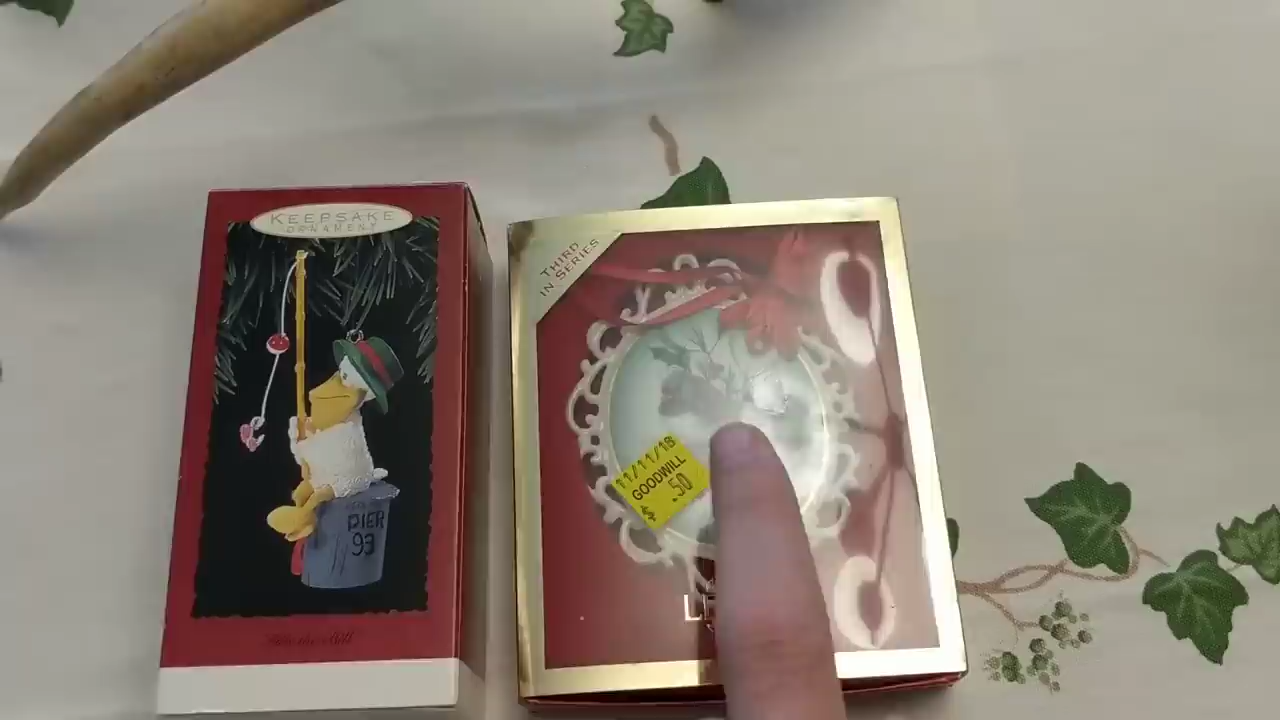 KEEPSAKE
ORNAMENT
PIER
93
THIRD
IN SERIES
11/11/18
GOODWILL
$ .50